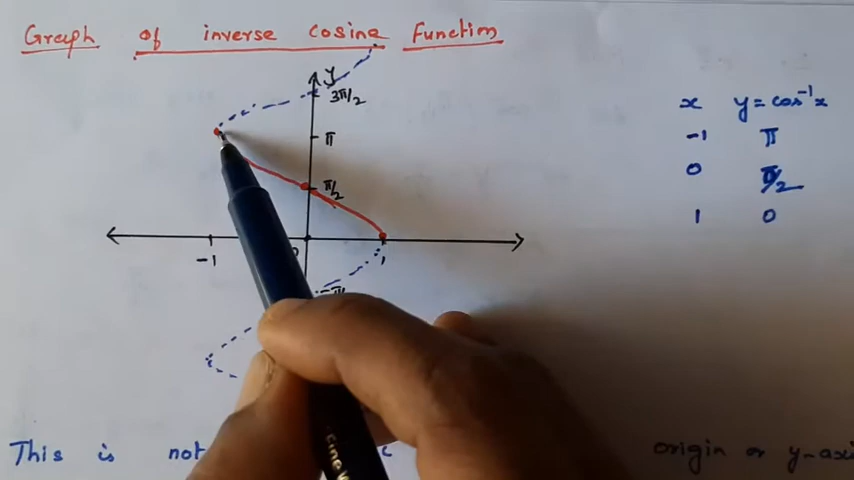 Graph of inverse cosine Function
y
3π/2
x y = cos⁻¹x
-1 π
π
0 π/2
π/2
1 0
-1 1
This is not origin or y-axis